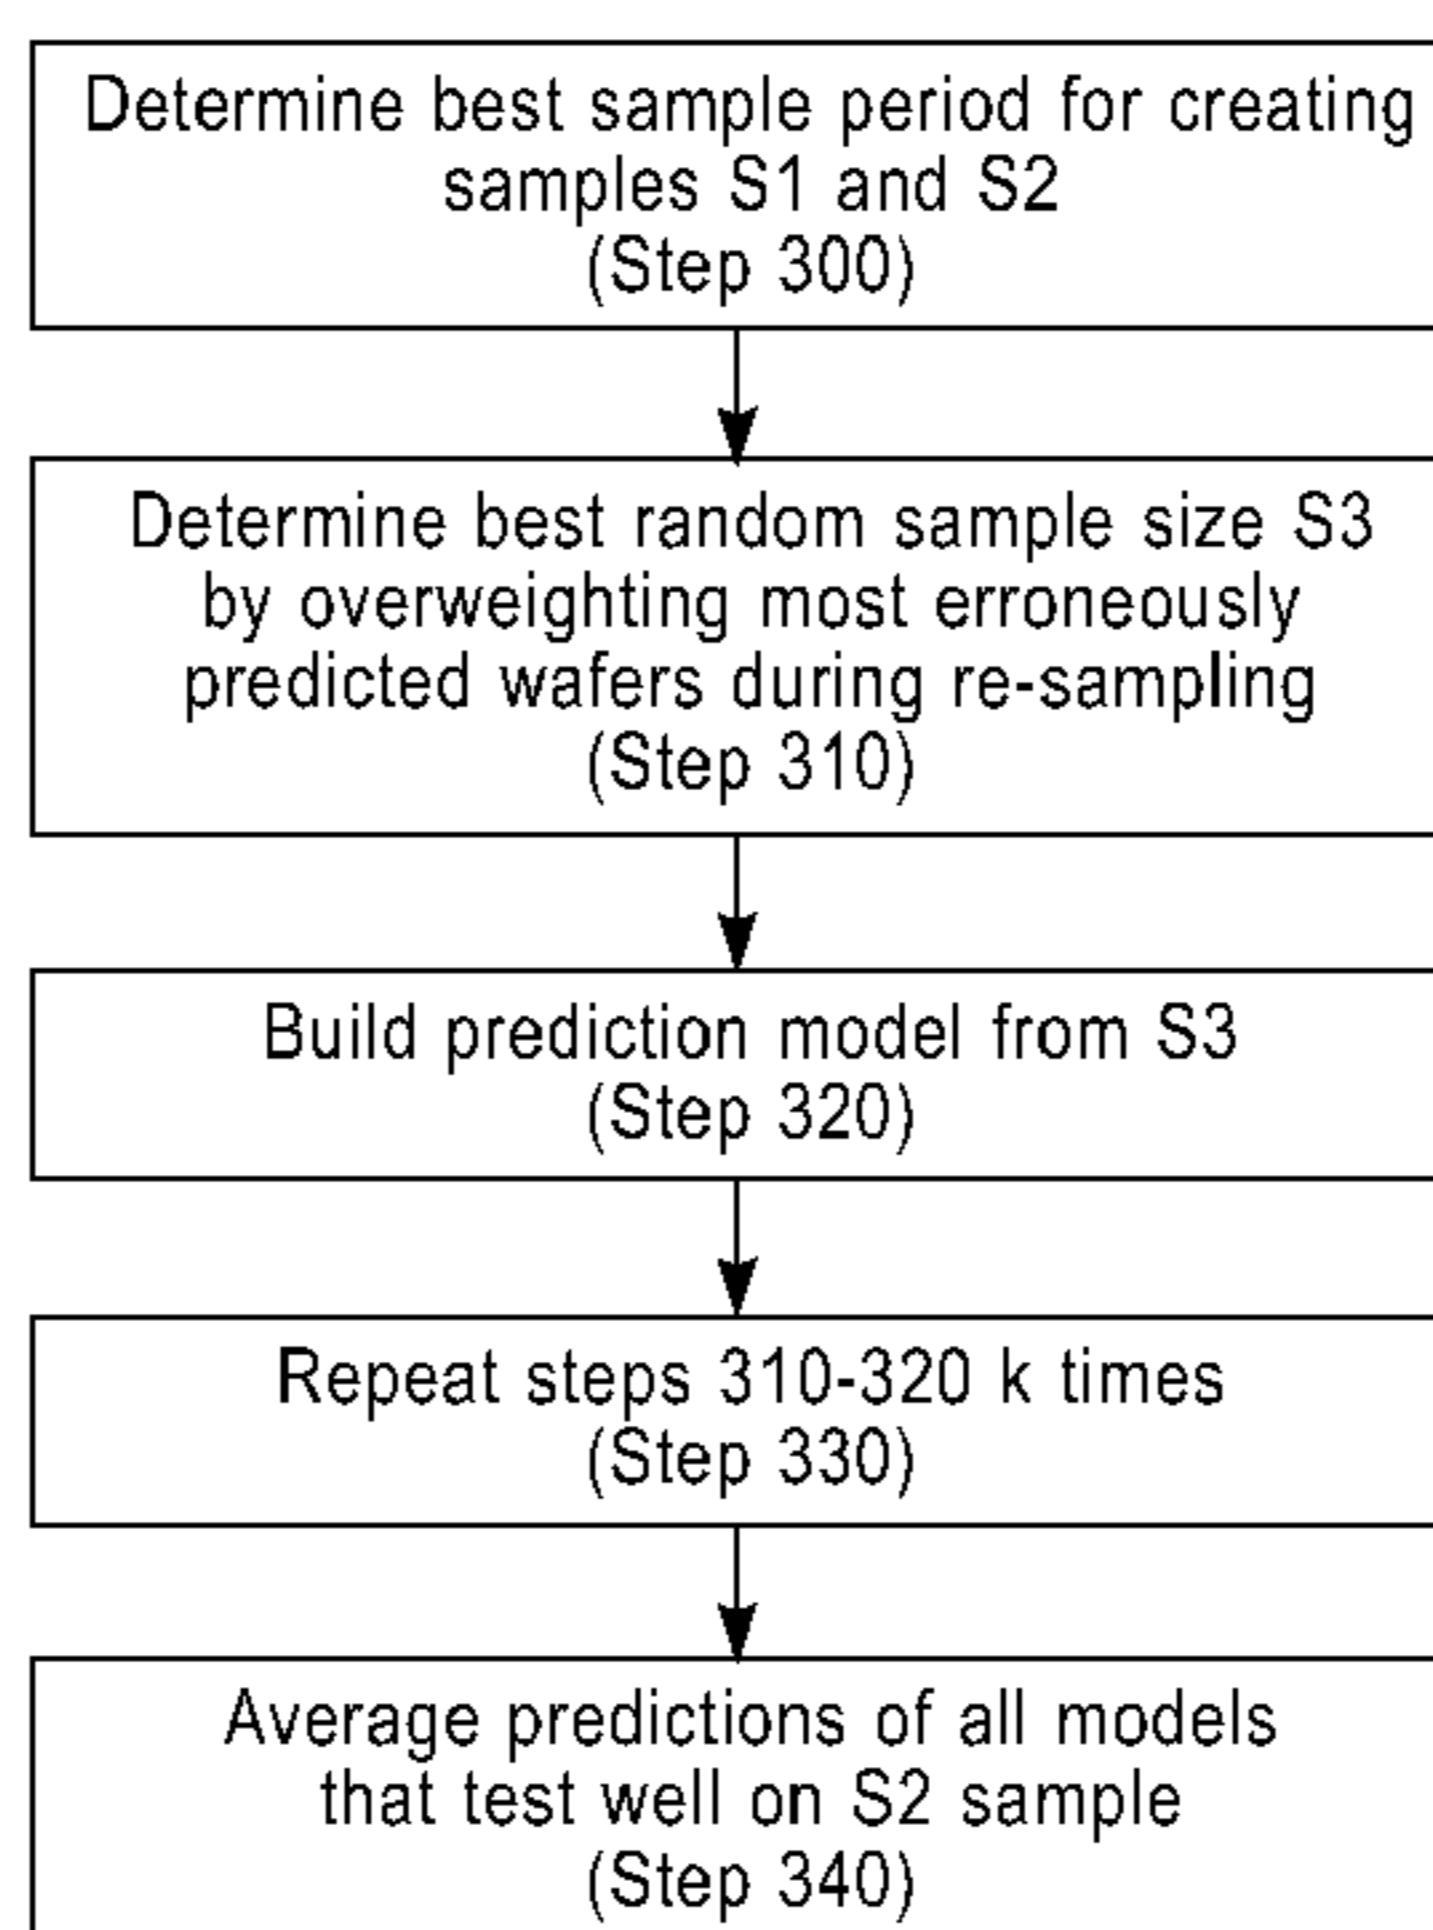 Determine best sample period for creating
samples S1 and S2
(Step 300)
Determine best random sample size S3
by overweighting most erroneously
predicted wafers during re-sampling
(Step 310)
Build prediction model from S3
(Step 320)
Repeat steps 310-320 k times
(Step 330)
Average predictions of all models
that test well on S2 sample
(Step 340)